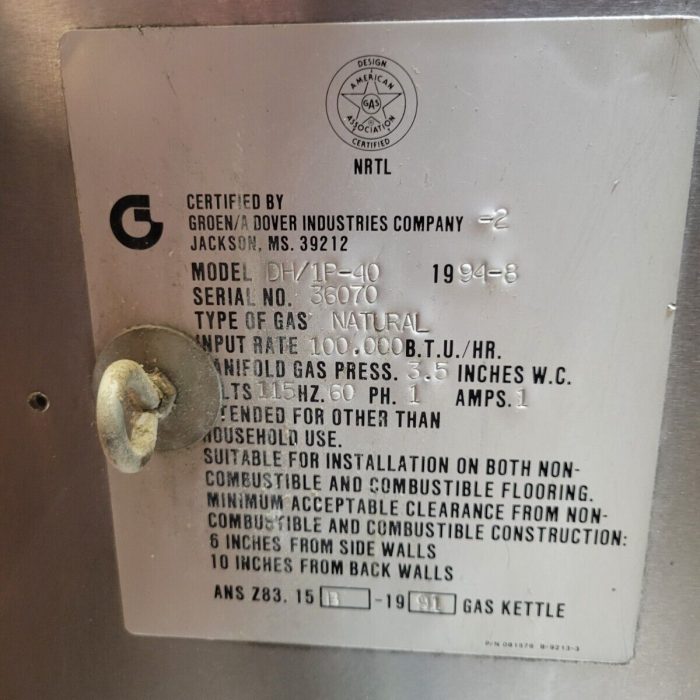 DESIGN
AMERICAN
GAS
ASSOCIATION
CERTIFIED
NRTL
G
CERTIFIED BY
GROEN/A DOVER INDUSTRIES COMPANY -2
JACKSON, MS. 39212
MODEL DH/1P-40 1994-8
SERIAL NO. 36070
TYPE OF GAS NATURAL
INPUT RATE 100,000 B.T.U./HR.
MANIFOLD GAS PRESS. 3.5 INCHES W.C.
LTS 115 HZ. 60 PH. 1 AMPS. 1
TENDED FOR OTHER THAN
HOUSEHOLD USE.
SUITABLE FOR INSTALLATION ON BOTH NON-
COMBUSTIBLE AND COMBUSTIBLE FLOORING.
MINIMUM ACCEPTABLE CLEARANCE FROM NON-
COMBUSTIBLE AND COMBUSTIBLE CONSTRUCTION:
6 INCHES FROM SIDE WALLS
10 INCHES FROM BACK WALLS
ANS Z83. 15 B -19 91 GAS KETTLE